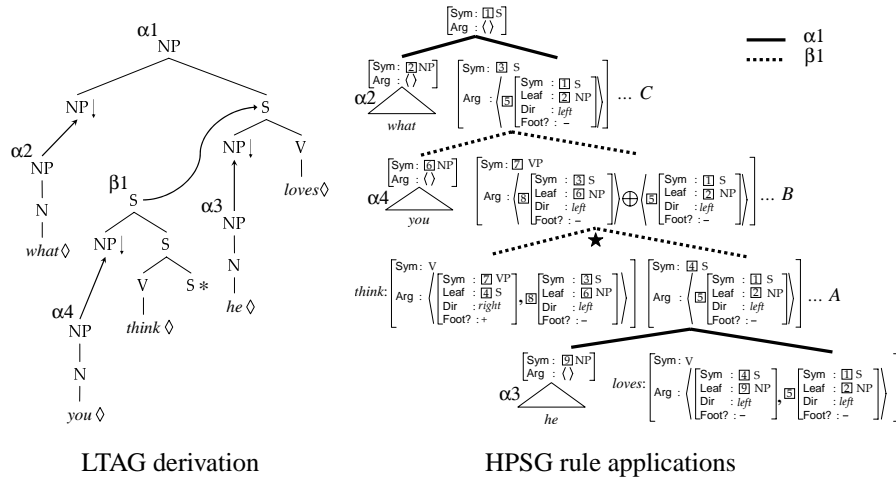 α1
NP
NP↓
S
α2
NP
N
what◊
β1
S
NP↓
S
V
S*
think◊
α4
NP
N
you◊
NP↓
V
loves◊
α3
NP
N
he◊
LTAG derivation
Sym: 1 S
Arg : ⟨⟩
α1
β1
Sym: 2 NP
Arg : ⟨⟩
α2
what
Sym: 3 S
Arg : ⟨ 5
Sym : 1 S
Leaf : 2 NP
Dir : left
Foot? : –
⟩ ... C
Sym: 6 NP
Arg : ⟨⟩
α4
you
Sym: 7 VP
Arg : ⟨ 8
Sym : 3 S
Leaf : 6 NP
Dir : left
Foot? : –
⟩ ⊕ ⟨ 5
Sym : 1 S
Leaf : 2 NP
Dir : left
Foot? : –
⟩ ... B
★
think:
Sym: V
Arg : ⟨
Sym : 7 VP
Leaf : 4 S
Dir : right
Foot? : +
, 8
Sym : 3 S
Leaf : 6 NP
Dir : left
Foot? : –
⟩
Sym: 4 S
Arg : ⟨ 5
Sym : 1 S
Leaf : 2 NP
Dir : left
Foot? : –
⟩ ... A
Sym: 9 NP
Arg : ⟨⟩
α3
he
loves:
Sym: V
Arg : ⟨
Sym : 4 S
Leaf : 9 NP
Dir : left
Foot? : –
, 5
Sym : 1 S
Leaf : 2 NP
Dir : left
Foot? : –
⟩
HPSG rule applications